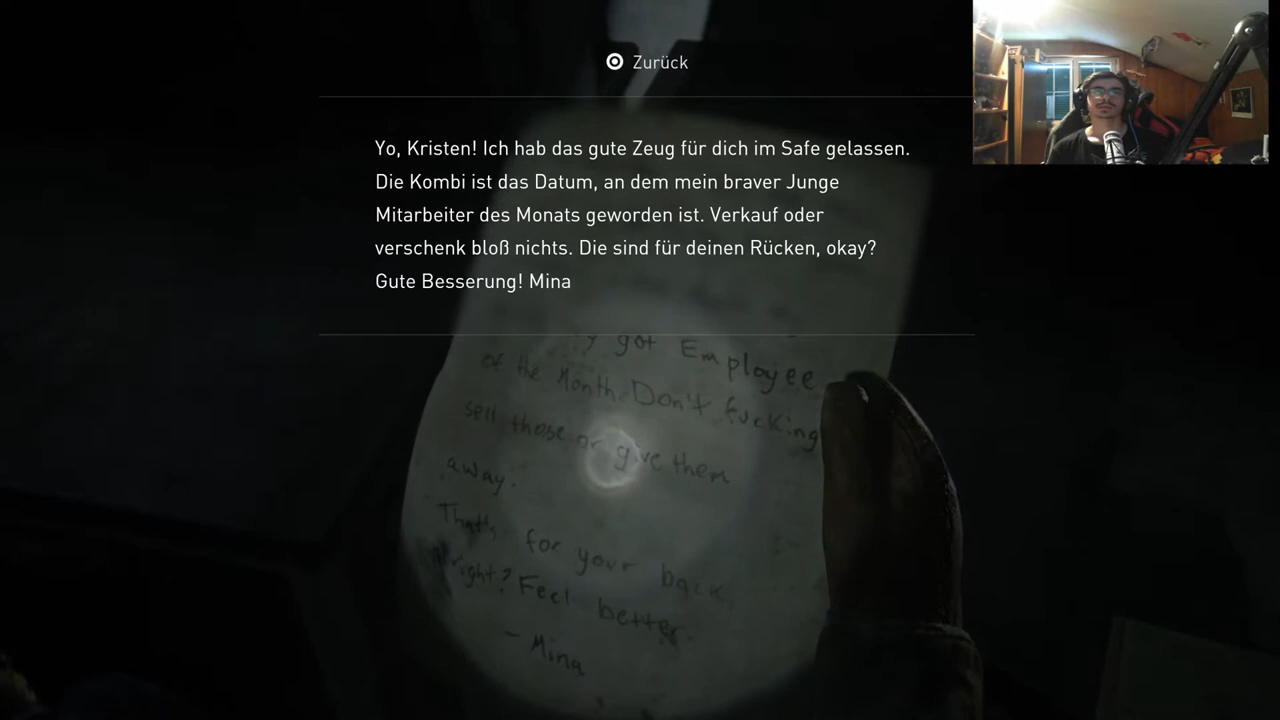 Zurück
Yo, Kristen! Ich hab das gute Zeug für dich im Safe gelassen.
Die Kombi ist das Datum, an dem mein braver Junge
Mitarbeiter des Monats geworden ist. Verkauf oder
verschenk bloß nichts. Die sind für deinen Rücken, okay?
Gute Besserung! Mina
got Employee
of the Month. Don't fucking
sell those or give them
away.
That's for your back,
right? Feel better.
- Mina